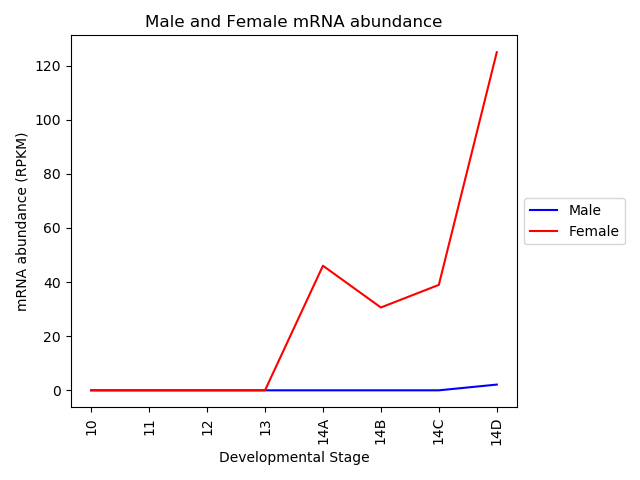 Male and Female mRNA abundance
mRNA abundance (RPKM)
120
100
80
60
40
20
0
10
11
12
13
14A
14B
14C
14D
Developmental Stage
Male
Female